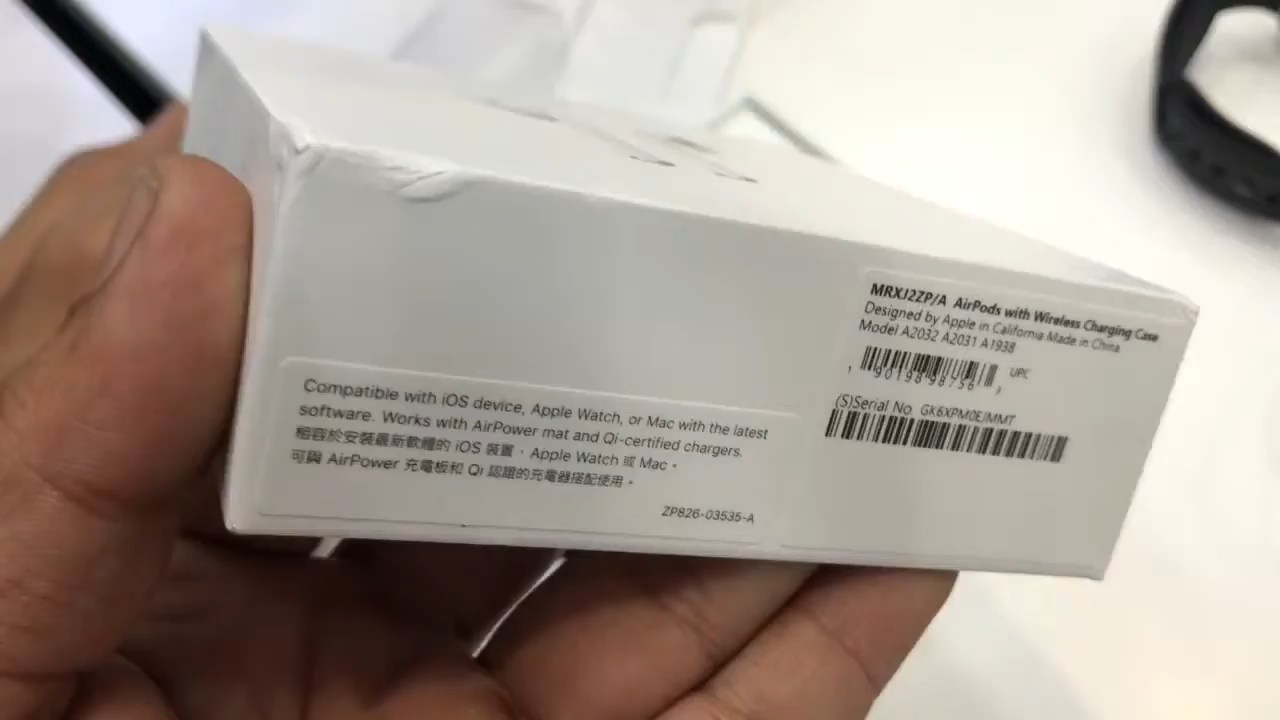 Compatible with iOS device, Apple Watch, or Mac with the latest
software. Works with AirPower mat and Qi-certified chargers.
相容於安裝最新軟體的 iOS 裝置，Apple Watch 或 Mac。
可與 AirPower 充電板和 Qi 認證的充電器搭配使用。
ZP826-03535-A
MRXJ2ZP/A AirPods with Wireless Charging Case
Designed by Apple in California Made in China
Model A2032 A2031 A1938
UPC
1 90198 98756
(S)Serial No. GK6XPM0EJMMT